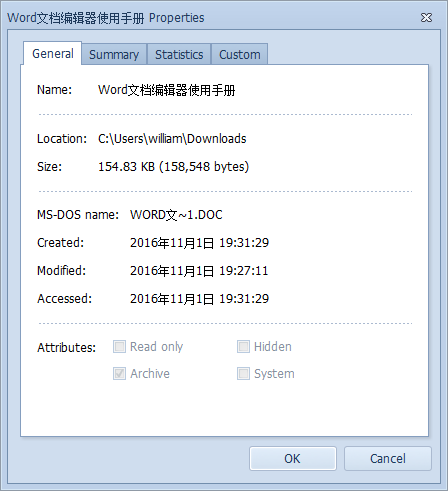 Word文档编辑器使用手册 Properties
General Summary Statistics Custom
Name: Word文档编辑器使用手册
Location: C:\Users\william\Downloads
Size: 154.83 KB (158,548 bytes)
MS-DOS name: WORD文~1.DOC
Created: 2016年11月1日 19:31:29
Modified: 2016年11月1日 19:27:11
Accessed: 2016年11月1日 19:31:29
Attributes: Read only Hidden
Archive System
OK Cancel